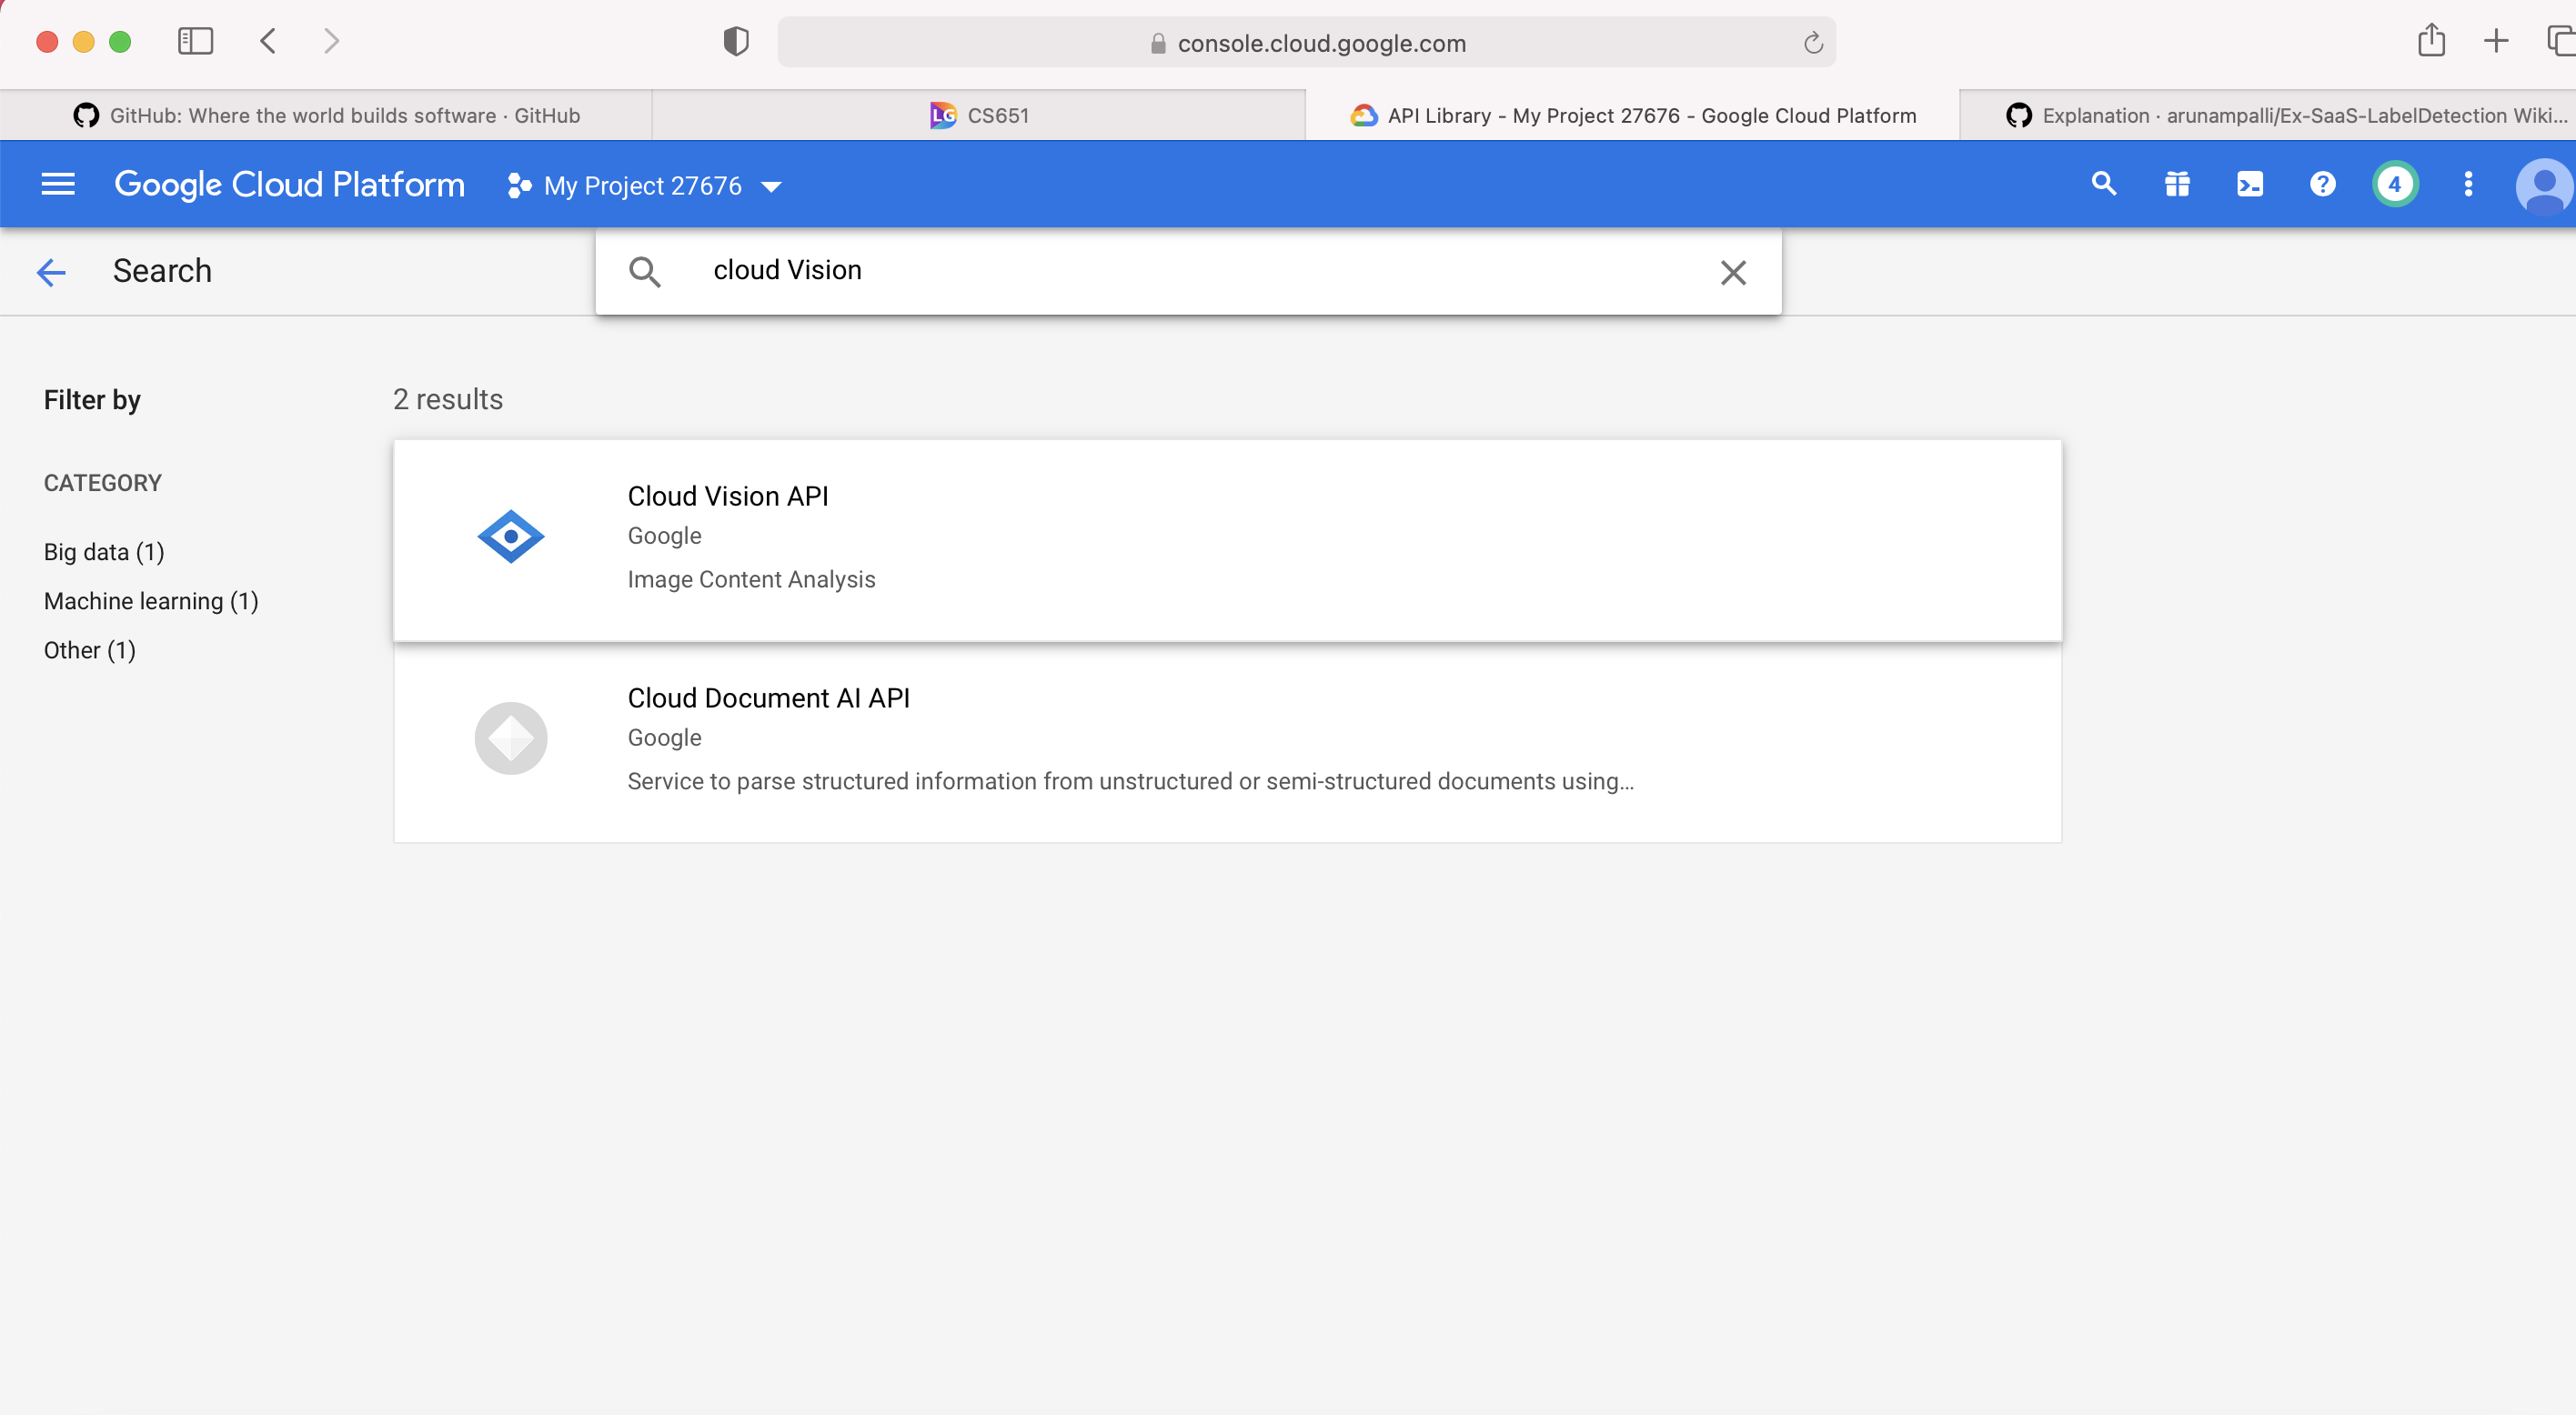 console.cloud.google.com
GitHub: Where the world builds software · GitHub
LG CS651
API Library - My Project 27676 - Google Cloud Platform
Explanation · arunampalli/Ex-SaaS-LabelDetection Wiki...
Google Cloud Platform
My Project 27676
?
4
Search
cloud Vision
Filter by
2 results
CATEGORY
Big data (1)
Machine learning (1)
Other (1)
Cloud Vision API
Google
Image Content Analysis
Cloud Document AI API
Google
Service to parse structured information from unstructured or semi-structured documents using...